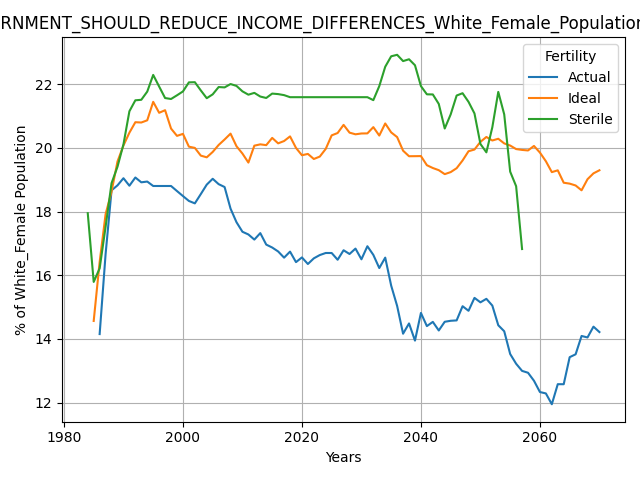 RNMENT_SHOULD_REDUCE_INCOME_DIFFERENCES_White_Female_Population
% of White_Female Population
22
20
18
16
14
12
1980 2000 2020 2040 2060
Years
Fertility
Actual
Ideal
Sterile